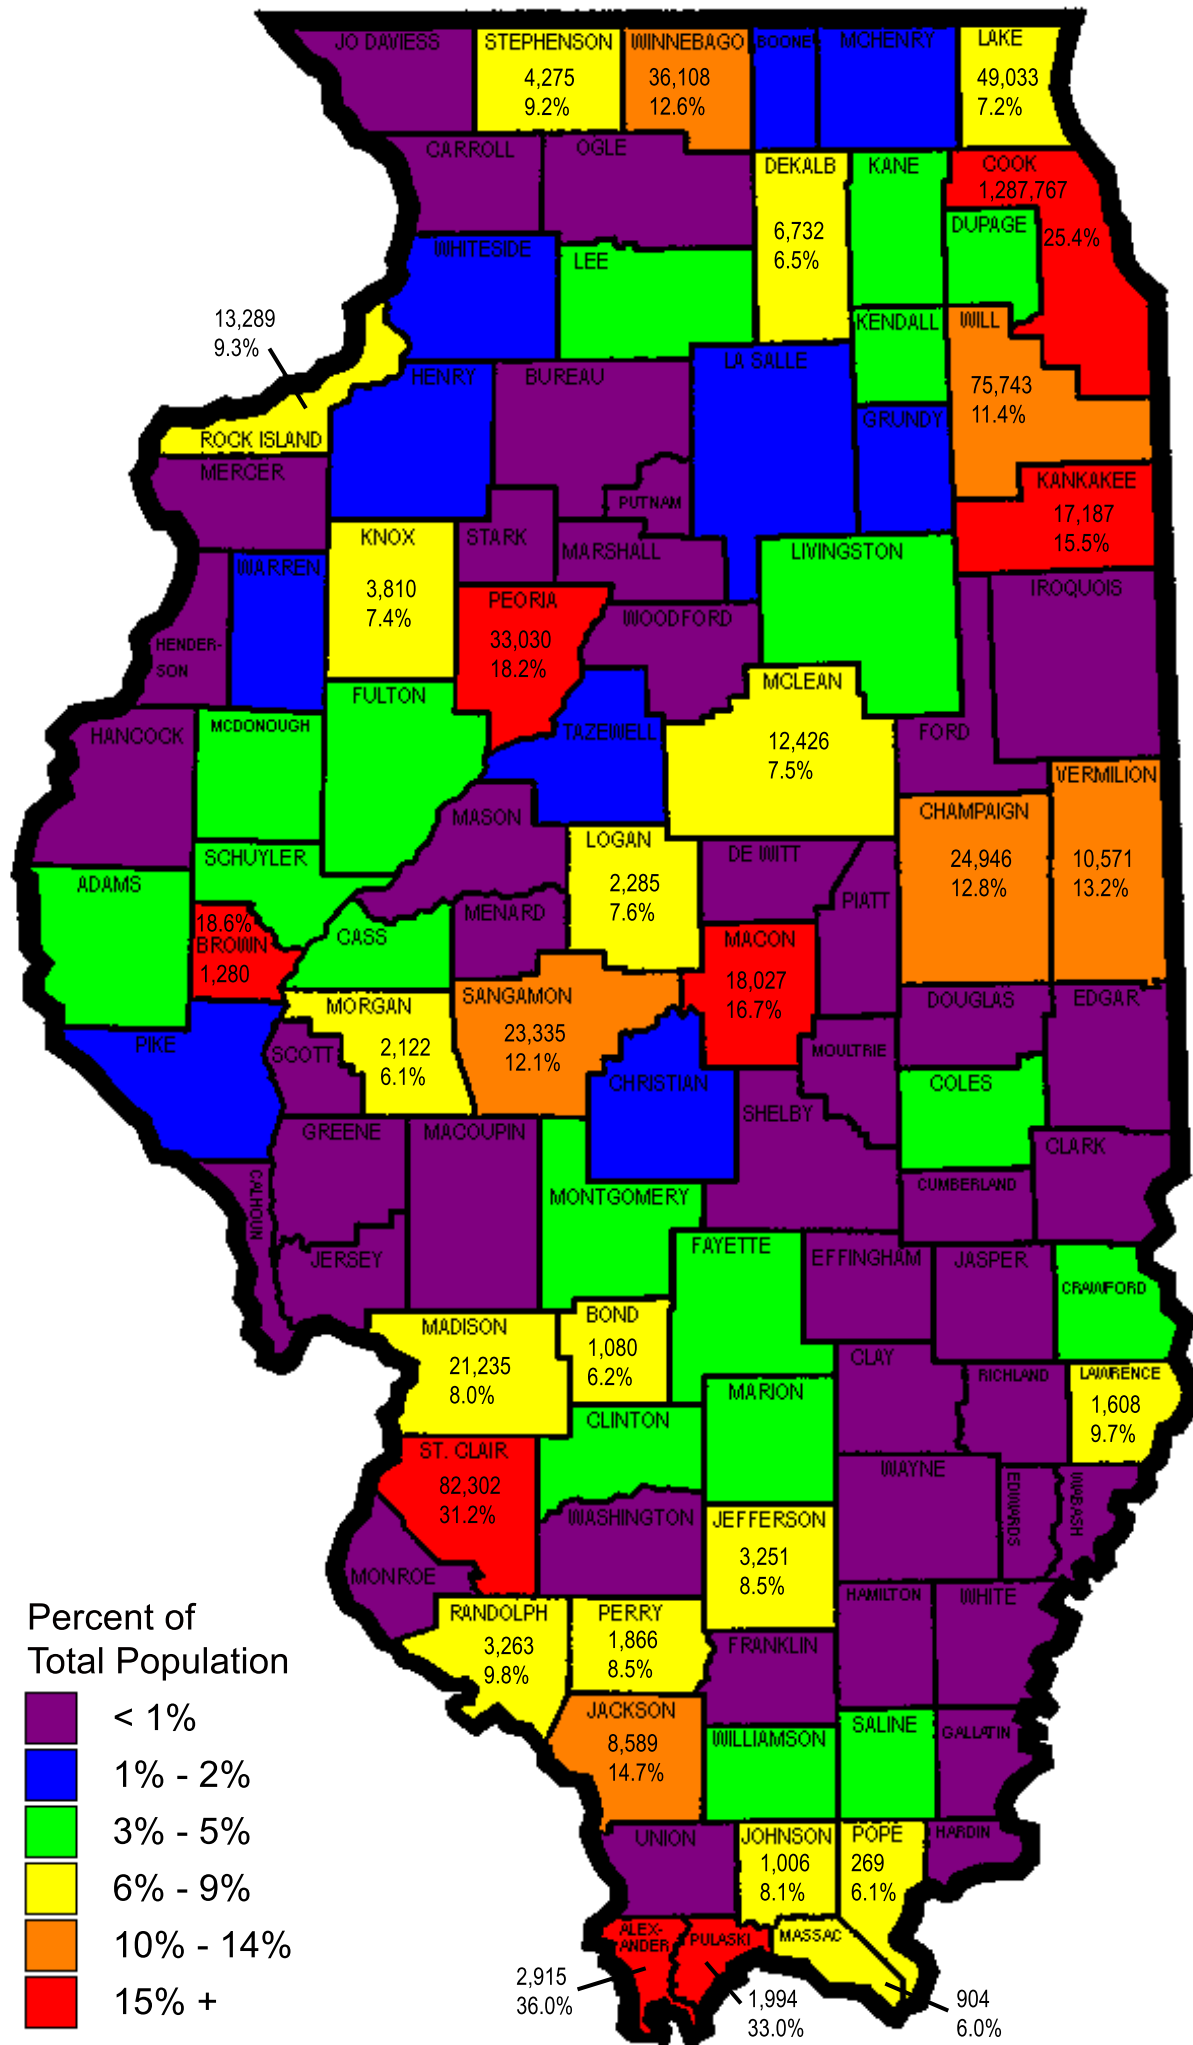 JO DAVIESS
STEPHENSON
4,275
9.2%
WINNEBAGO
36,108
12.6%
BOONE
MCHENRY
LAKE
49,033
7.2%
CARROLL
OGLE
DEKALB
6,732
6.5%
KANE
COOK
1,287,767
25.4%
DUPAGE
WHITESIDE
LEE
KENDALL
WILL
75,743
11.4%
13,289
9.3%
ROCK ISLAND
HENRY
BUREAU
LA SALLE
GRUNDY
MERCER
PUTNAM
KANKAKEE
17,187
15.5%
KNOX
3,810
7.4%
STARK
MARSHALL
LIVINGSTON
WARREN
HENDER-
SON
PEORIA
33,030
18.2%
WOODFORD
IROQUOIS
FULTON
MCLEAN
12,426
7.5%
HANCOCK
MCDONOUGH
TAZEWELL
FORD
VERMILION
10,571
13.2%
MASON
LOGAN
2,285
7.6%
CHAMPAIGN
24,946
12.8%
DE WITT
SCHUYLER
ADAMS
PIATT
18.6%
BROWN
1,280
CASS
MENARD
MACON
18,027
16.7%
MORGAN
2,122
6.1%
SANGAMON
23,335
12.1%
DOUGLAS
EDGAR
PIKE
SCOTT
MOULTRIE
CHRISTIAN
COLES
SHELBY
GREENE
MACOUPIN
CLARK
CALHOUN
MONTGOMERY
CUMBERLAND
JERSEY
FAYETTE
EFFINGHAM
JASPER
CRAWFORD
MADISON
21,235
8.0%
BOND
1,080
6.2%
CLAY
RICHLAND
LAWRENCE
1,608
9.7%
CLINTON
MARION
ST. CLAIR
82,302
31.2%
WAYNE
EDWARDS
WABASH
WASHINGTON
JEFFERSON
3,251
8.5%
MONROE
HAMILTON
WHITE
RANDOLPH
3,263
9.8%
PERRY
1,866
8.5%
FRANKLIN
JACKSON
8,589
14.7%
WILLIAMSON
SALINE
GALLATIN
UNION
JOHNSON
1,006
8.1%
POPE
269
6.1%
HARDIN
ALEX-
ANDER
PULASKI
MASSAC
2,915
36.0%
1,994
33.0%
904
6.0%
Percent of
Total Population
< 1%
1% - 2%
3% - 5%
6% - 9%
10% - 14%
15% +